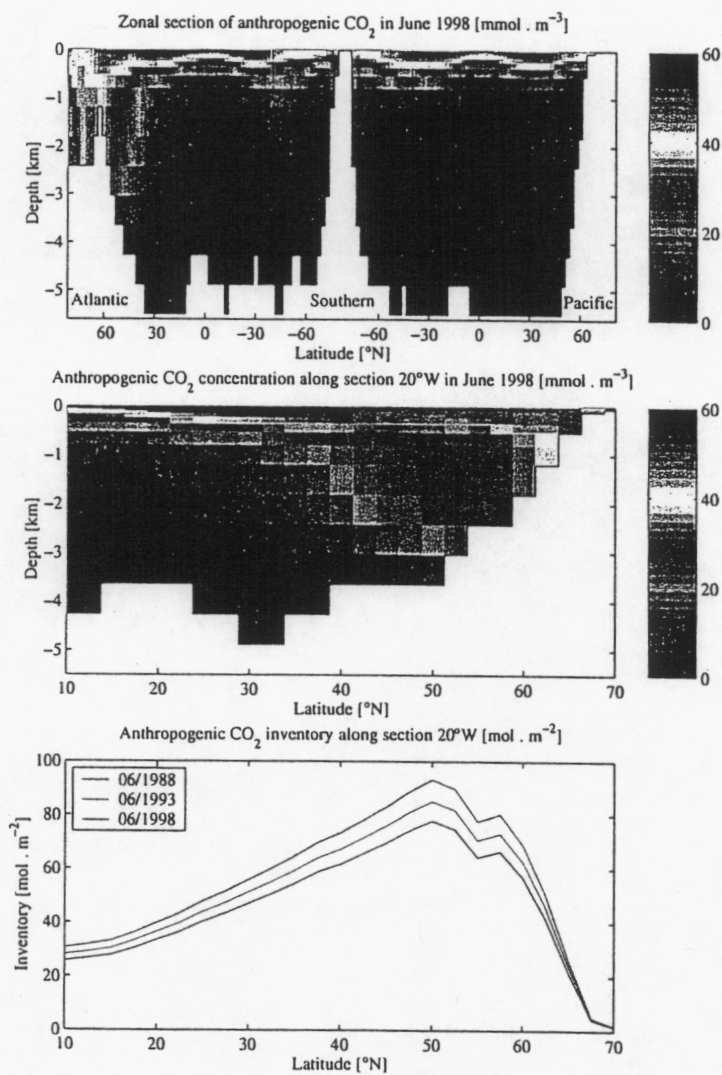 Zonal section of anthropogenic CO2 in June 1998 [mmol . m−3]
0
−1
−2
−3
−4
−5
Depth [km]
Atlantic Southern Pacific
60 30 0 −30 −60 −60 −30 0 30 60
Latitude [°N]
60
40
20
0
Anthropogenic CO2 concentration along section 20°W in June 1998 [mmol . m−3]
0
−1
−2
−3
−4
−5
Depth [km]
10 20 30 40 50 60 70
Latitude [°N]
60
40
20
0
Anthropogenic CO2 inventory along section 20°W [mol . m−2]
100
80
60
40
20
0
Inventory [mol . m−2]
06/1988
06/1993
06/1998
10 20 30 40 50 60 70
Latitude [°N]